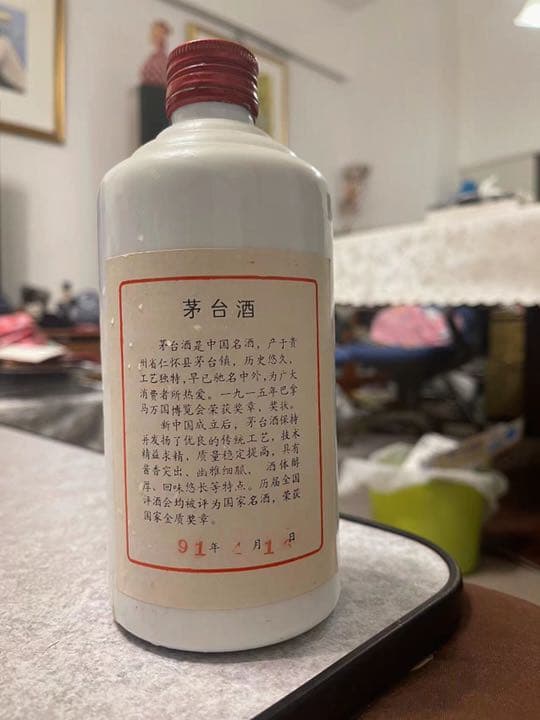 茅台酒
茅台酒是中国名酒，产于贵
州省仁怀县茅台镇，历史悠久，
工艺独特，早已驰名中外，为广大
消费者所热爱。一九一五年巴拿
马万国博览会荣获奖章、奖状。
新中国成立后，茅台酒保持
并发扬了优良的传统工艺，技术
精益求精，质量稳定提高，具有
酱香突出、幽雅细腻、酒体醇
厚、回味悠长等特点。历届全国
评酒会均被评为国家名酒，荣获
国家金质奖章。
91年 月1 日